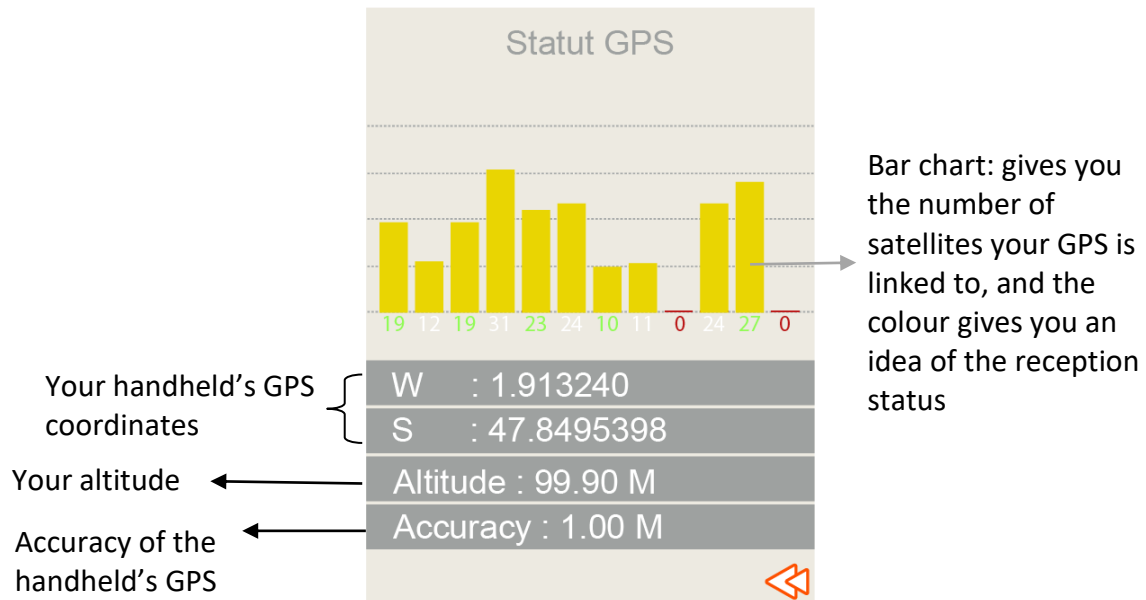 Statut GPS
19 12 19 31 23 24 10 11 0 24 27 0
Bar chart: gives you
the number of
satellites your GPS is
linked to, and the
colour gives you an
idea of the reception
status
Your handheld’s GPS
coordinates
W : 1.913240
S : 47.8495398
Your altitude
Altitude : 99.90 M
Accuracy of the
handheld’s GPS
Accuracy : 1.00 M